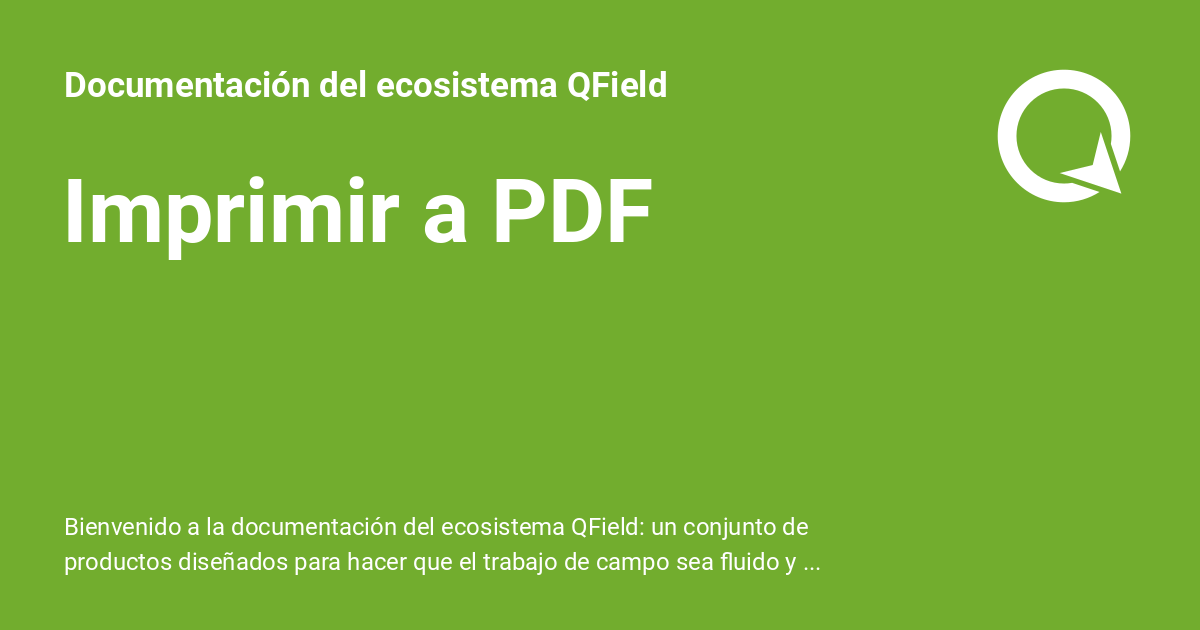 Documentación del ecosistema QField
Imprimir a PDF
Bienvenido a la documentación del ecosistema QField: un conjunto de
productos diseñados para hacer que el trabajo de campo sea fluido y ...